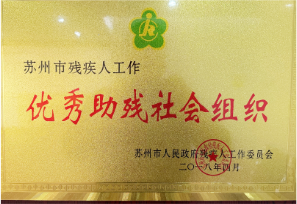 苏州市残疾人工作
优秀助残社会组织
苏州市人民政府残疾人工作委员会
二〇一八年四月